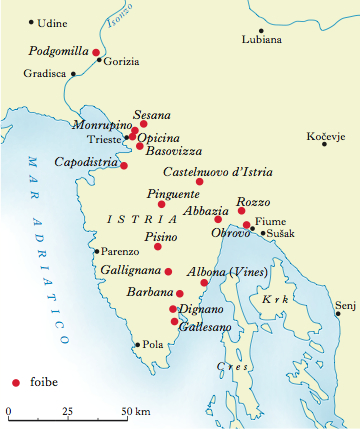 Udine
Isonzo
Lubiana
Podgomilla
Gorizia
Gradisca
Sesana
Monrupino
Trieste
Opicina
Basovizza
Kočevje
Capodistria
Castelnuovo d'Istria
Pinguente
Rozzo
Abbazia
ISTRIA
Fiume
Obrovo
Sušak
Pisino
Parenzo
MAR ADRIATICO
Gallignana
Albona (Vines)
Barbana
Krk
Dignano
Senj
Gallesano
Pola
Cres
foibe
0 25 50 km